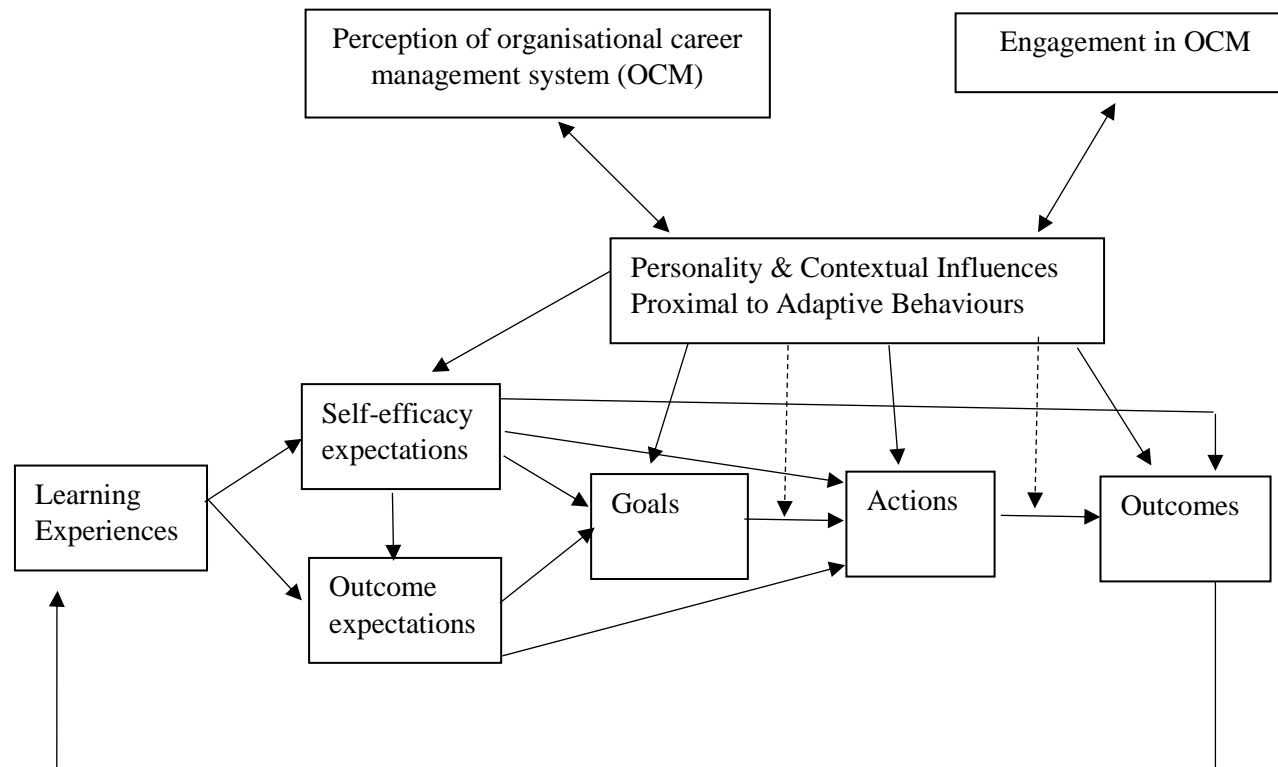 Perception of organisational career
management system (OCM)
Engagement in OCM
Personality & Contextual Influences
Proximal to Adaptive Behaviours
Self-efficacy
expectations
Learning
Experiences
Goals
Actions
Outcomes
Outcome
expectations